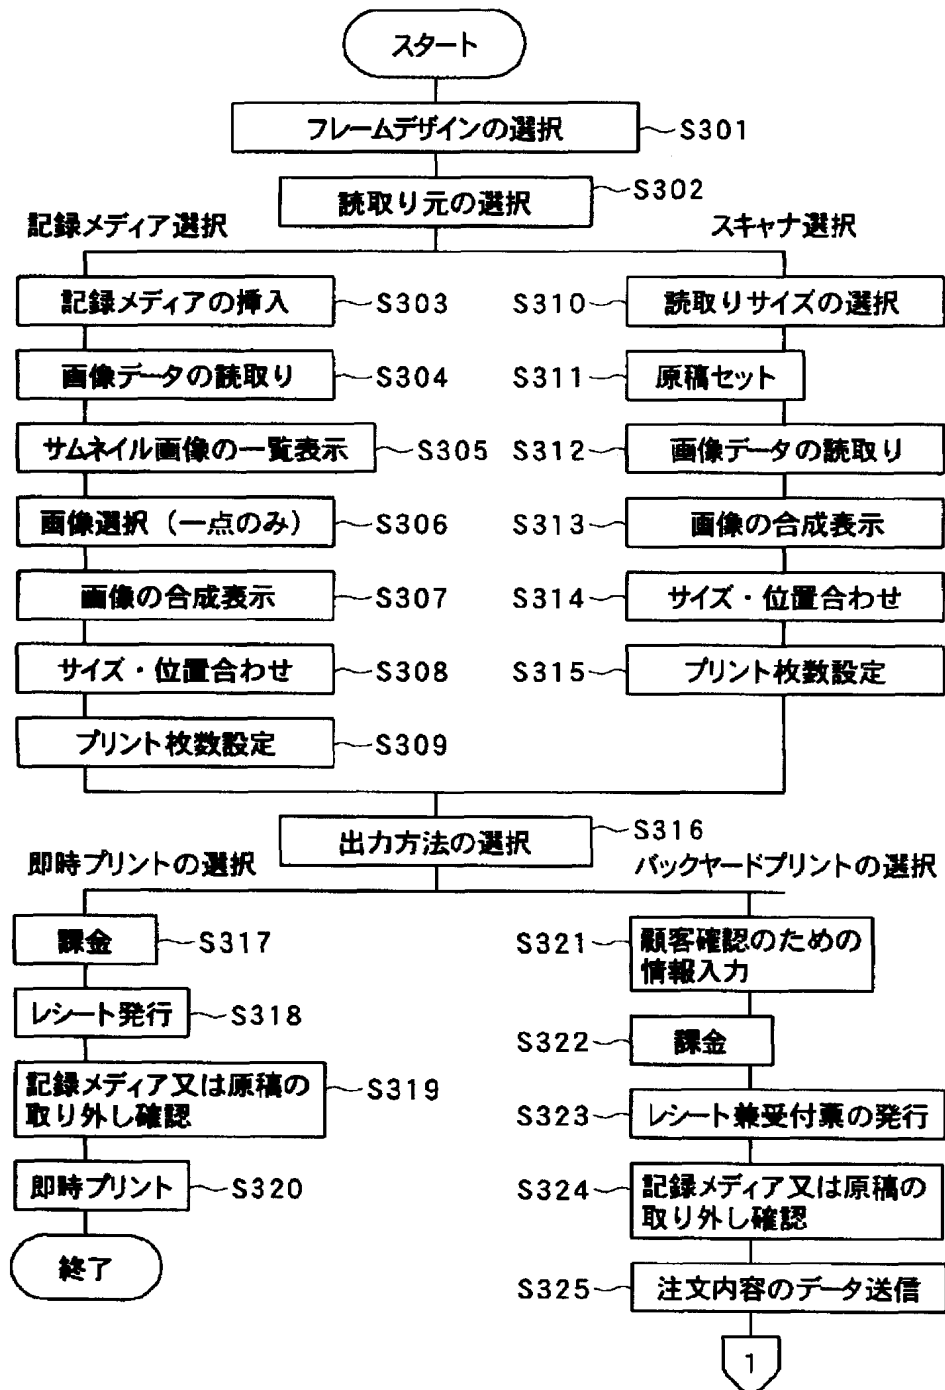 スタート
フレームデザインの選択
S301
読取り元の選択
S302
記録メディア選択
スキャナ選択
記録メディアの挿入
S303
画像データの読取り
S304
サムネイル画像の一覧表示
S305
画像選択（一点のみ）
S306
画像の合成表示
S307
サイズ・位置合わせ
S308
プリント枚数設定
S309
S310
読取りサイズの選択
S311
原稿セット
S312
画像データの読取り
S313
画像の合成表示
S314
サイズ・位置合わせ
S315
プリント枚数設定
出力方法の選択
S316
即時プリントの選択
バックヤードプリントの選択
課金
S317
レシート発行
S318
記録メディア又は原稿の
取り外し確認
S319
即時プリント
S320
終了
S321
顧客確認のための
情報入力
S322
課金
S323
レシート兼受付票の発行
S324
記録メディア又は原稿の
取り外し確認
S325
注文内容のデータ送信
1